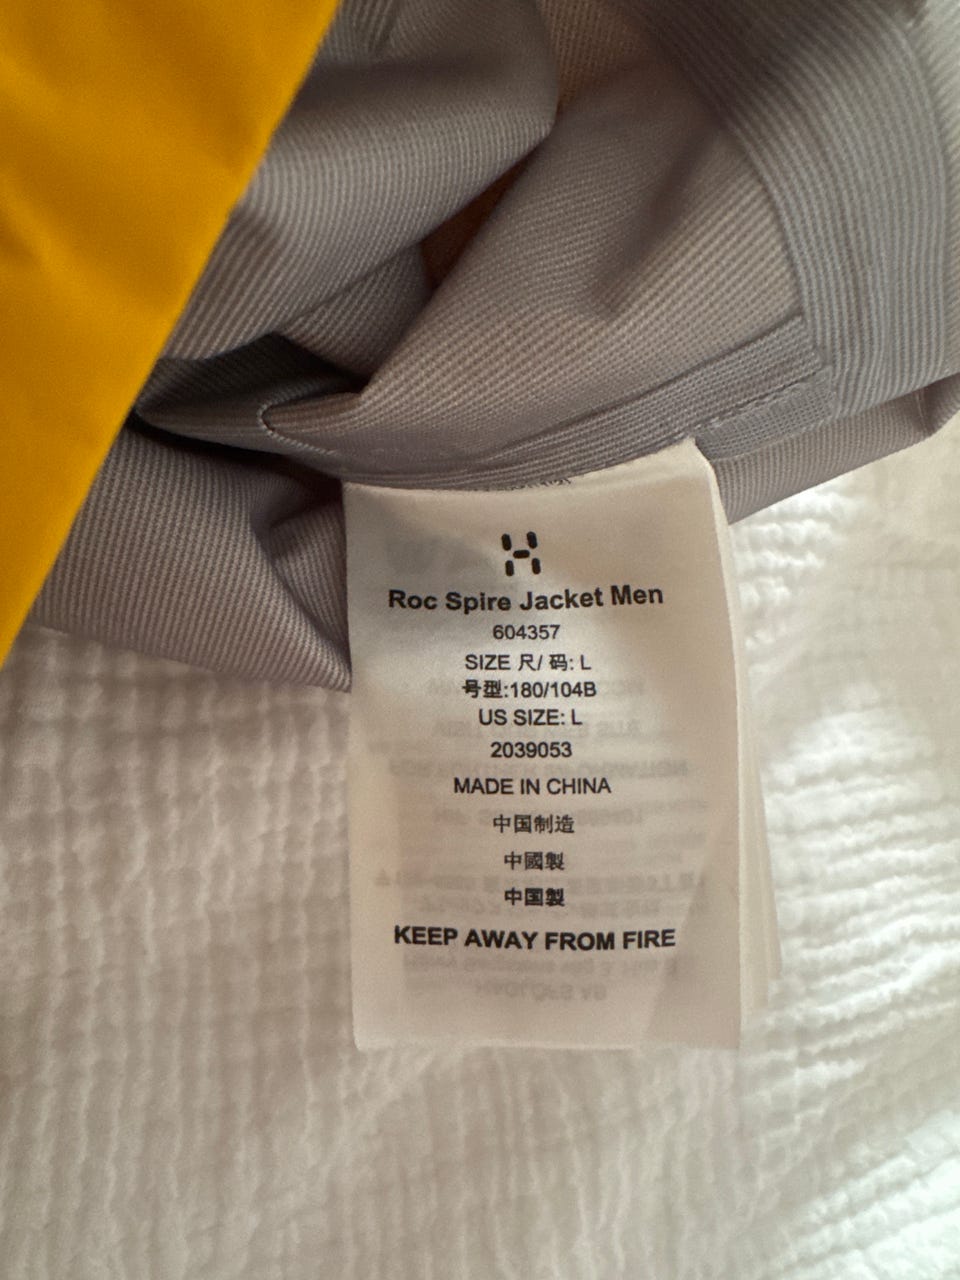 Roc Spire Jacket Men
604357
SIZE 尺/ 码: L
号型:180/104B
US SIZE: L
2039053
MADE IN CHINA
中国制造
中國製
中国製
KEEP AWAY FROM FIRE